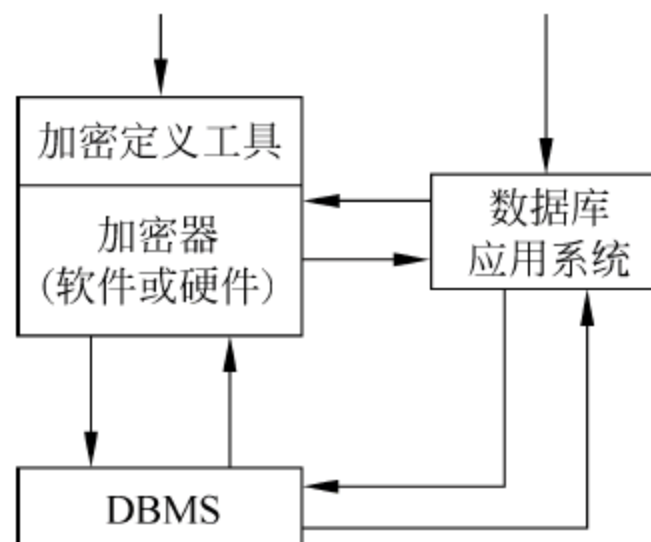 加密定义工具
加密器
(软件或硬件)
数据库
应用系统
DBMS